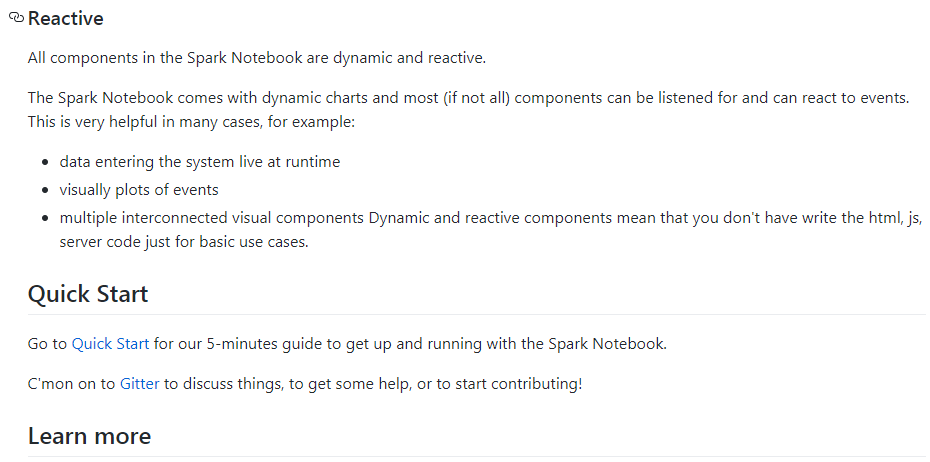 Reactive
All components in the Spark Notebook are dynamic and reactive.
The Spark Notebook comes with dynamic charts and most (if not all) components can be listened for and can react to events.
This is very helpful in many cases, for example:
• data entering the system live at runtime
• visually plots of events
• multiple interconnected visual components Dynamic and reactive components mean that you don't have write the html, js,
server code just for basic use cases.
Quick Start
Go to Quick Start for our 5-minutes guide to get up and running with the Spark Notebook.
C'mon on to Gitter to discuss things, to get some help, or to start contributing!
Learn more